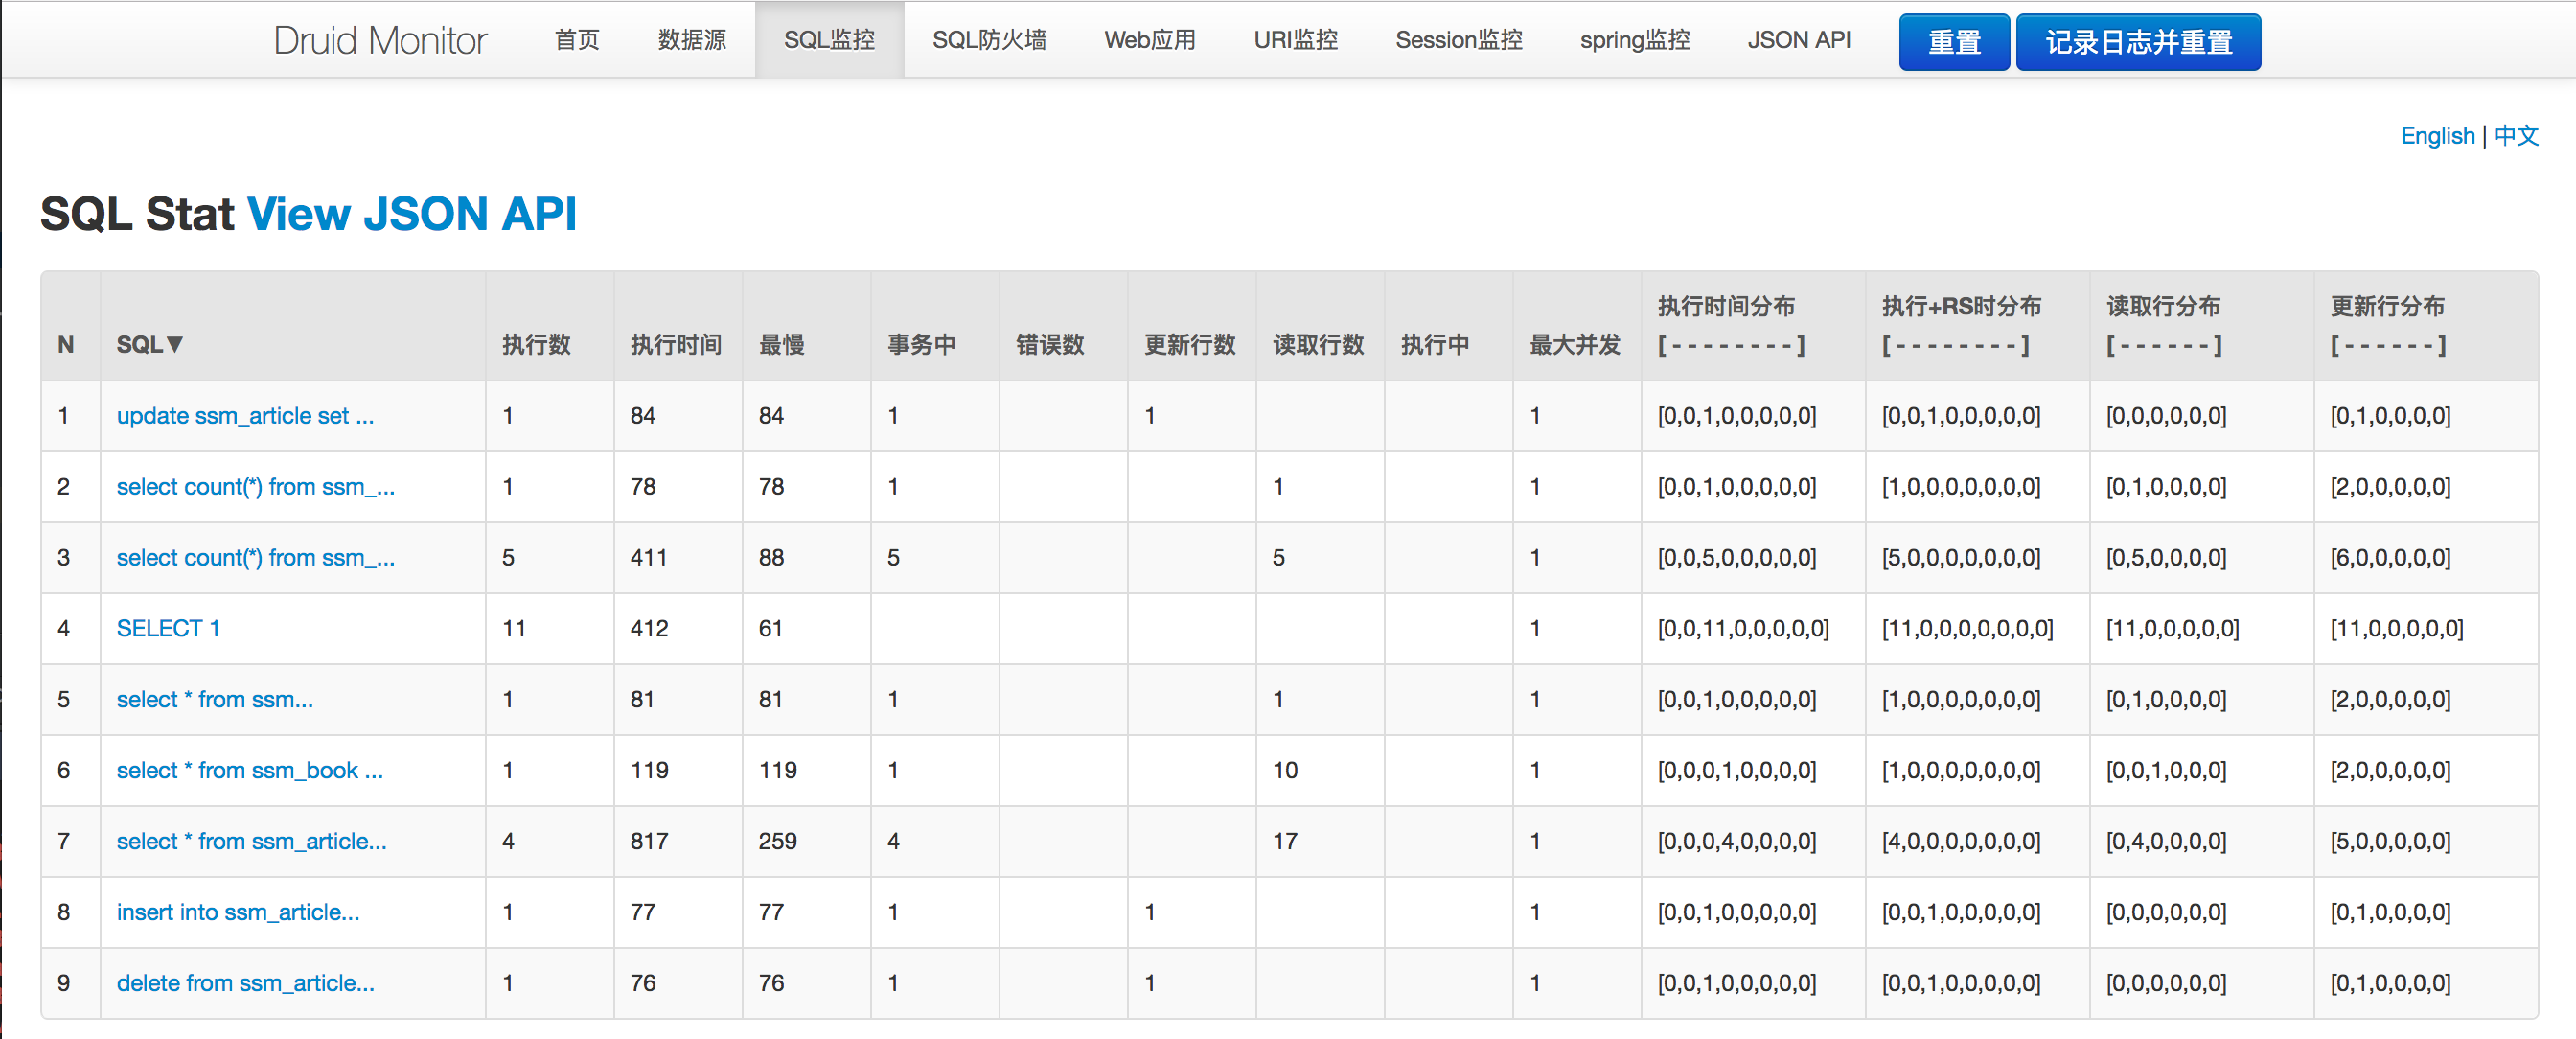 Druid Monitor 首页 数据源 SQL监控 SQL防火墙 Web应用 URI监控 Session监控 spring监控 JSON API 重置 记录日志并重置
English | 中文
SQL Stat View JSON API
N SQL▼ 执行数 执行时间 最慢 事务中 错误数 更新行数 读取行数 执行中 最大并发 执行时间分布 [ - - - - - - - - ] 执行+RS时分布 [ - - - - - - - - ] 读取行分布 [ - - - - - - ] 更新行分布 [ - - - - - - ]
1 update ssm_article set ... 1 84 84 1 1 1 [0,0,1,0,0,0,0,0] [0,0,1,0,0,0,0,0] [0,0,0,0,0,0] [0,1,0,0,0,0]
2 select count(*) from ssm_... 1 78 78 1 1 1 [0,0,1,0,0,0,0,0] [1,0,0,0,0,0,0,0] [0,1,0,0,0,0] [2,0,0,0,0,0]
3 select count(*) from ssm_... 5 411 88 5 5 1 [0,0,5,0,0,0,0,0] [5,0,0,0,0,0,0,0] [0,5,0,0,0,0] [6,0,0,0,0,0]
4 SELECT 1 11 412 61 1 [0,0,11,0,0,0,0,0] [11,0,0,0,0,0,0,0] [11,0,0,0,0,0] [11,0,0,0,0,0]
5 select * from ssm... 1 81 81 1 1 1 [0,0,1,0,0,0,0,0] [1,0,0,0,0,0,0,0] [0,1,0,0,0,0] [2,0,0,0,0,0]
6 select * from ssm_book ... 1 119 119 1 10 1 [0,0,0,1,0,0,0,0] [1,0,0,0,0,0,0,0] [0,0,1,0,0,0] [2,0,0,0,0,0]
7 select * from ssm_article... 4 817 259 4 17 1 [0,0,0,4,0,0,0,0] [4,0,0,0,0,0,0,0] [0,4,0,0,0,0] [5,0,0,0,0,0]
8 insert into ssm_article... 1 77 77 1 1 1 [0,0,1,0,0,0,0,0] [0,0,1,0,0,0,0,0] [0,0,0,0,0,0] [0,1,0,0,0,0]
9 delete from ssm_article... 1 76 76 1 1 1 [0,0,1,0,0,0,0,0] [0,0,1,0,0,0,0,0] [0,0,0,0,0,0] [0,1,0,0,0,0]